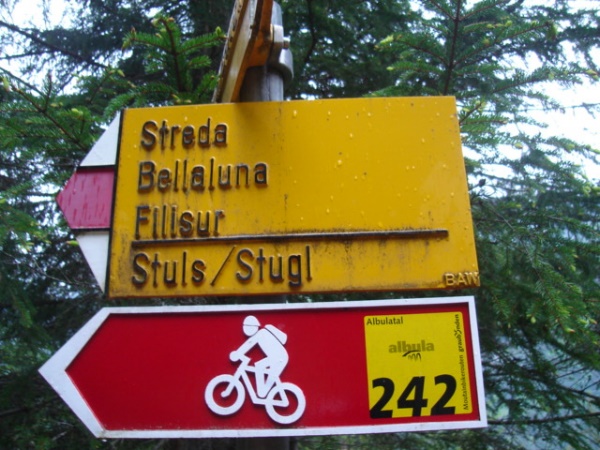 Streda
Bellaluna
Filisur
Stuls/Stugl
BAW
Albulatal
albula
242